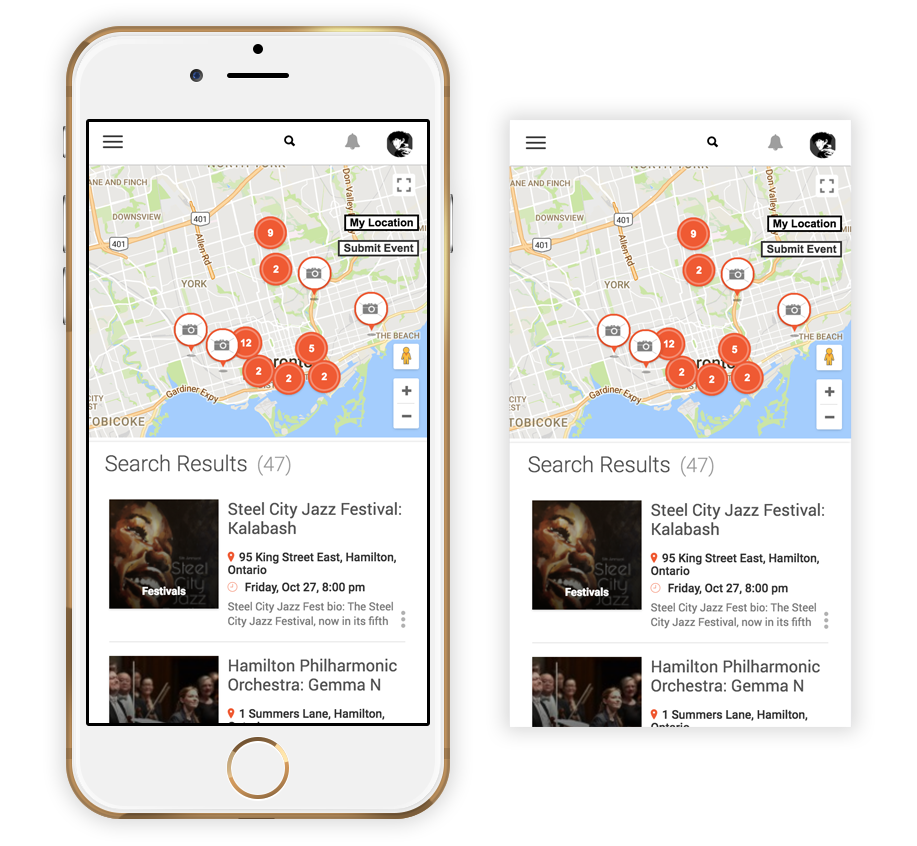 NORTH YORK
ANE AND FINCH
Don Valley
DOWNSVIEW
401
My Location
9
401
Allen Rd
Submit Event
2
YORK
THE BEACH
12
5
ronto
2
2
2
Gardiner Expy
CITY
EST
TOBICOKE
Search Results (47)
Steel City Jazz Festival:
Kalabash
95 King Street East, Hamilton,
Ontario
Friday, Oct 27, 8:00 pm
Steel
City
Jazz
Festivals
Steel City Jazz Fest bio: The Steel
City Jazz Festival, now in its fifth
Hamilton Philharmonic
Orchestra: Gemma N
1 Summers Lane, Hamilton,
ANE AND FINCH
Don Valley
DOWNSVIEW
401
My Location
9
401
Allen Rd
Submit Event
2
YORK
THE BEACH
12
5
ronto
2
2
2
Gardiner Expy
CITY
EST
TOBICOKE
Search Results (47)
Steel City Jazz Festival:
Kalabash
95 King Street East, Hamilton,
Ontario
Friday, Oct 27, 8:00 pm
Steel
City
Jazz
Festivals
Steel City Jazz Fest bio: The Steel
City Jazz Festival, now in its fifth
Hamilton Philharmonic
Orchestra: Gemma N
1 Summers Lane, Hamilton,
Ontario